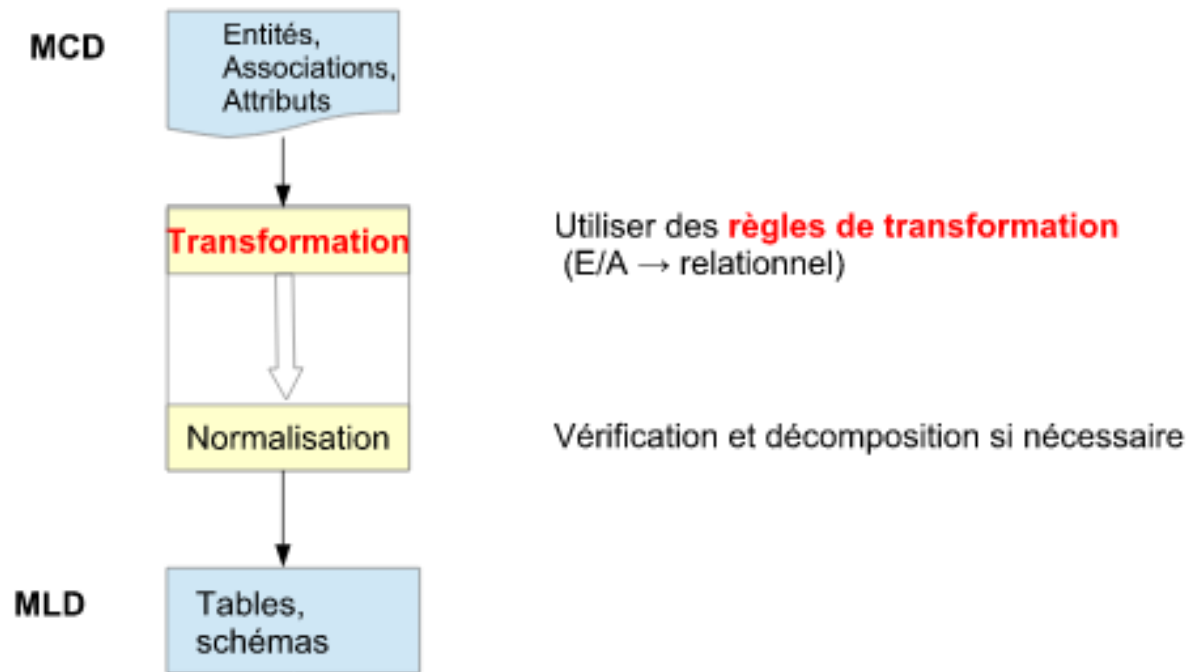 MCD
Entités,
Associations,
Attributs
Transformation
Utiliser des règles de transformation
(E/A → relationnel)
Normalisation
Vérification et décomposition si nécessaire
MLD
Tables,
schémas